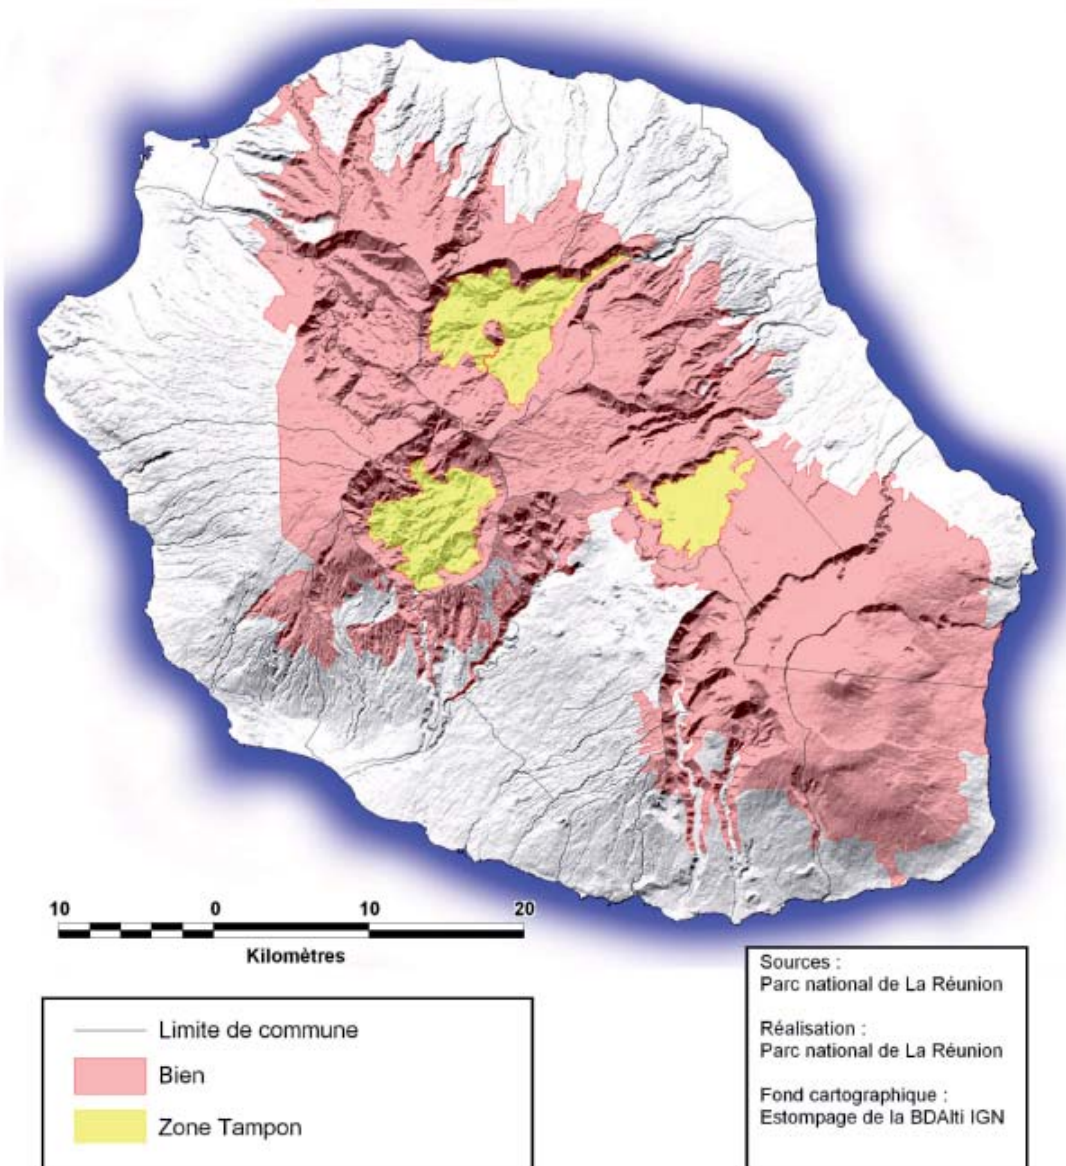 10 0 10 20
Kilomètres
Limite de commune
Bien
Zone Tampon
Sources :
Parc national de La Réunion
Réalisation :
Parc national de La Réunion
Fond cartographique :
Estompage de la BDAlti IGN